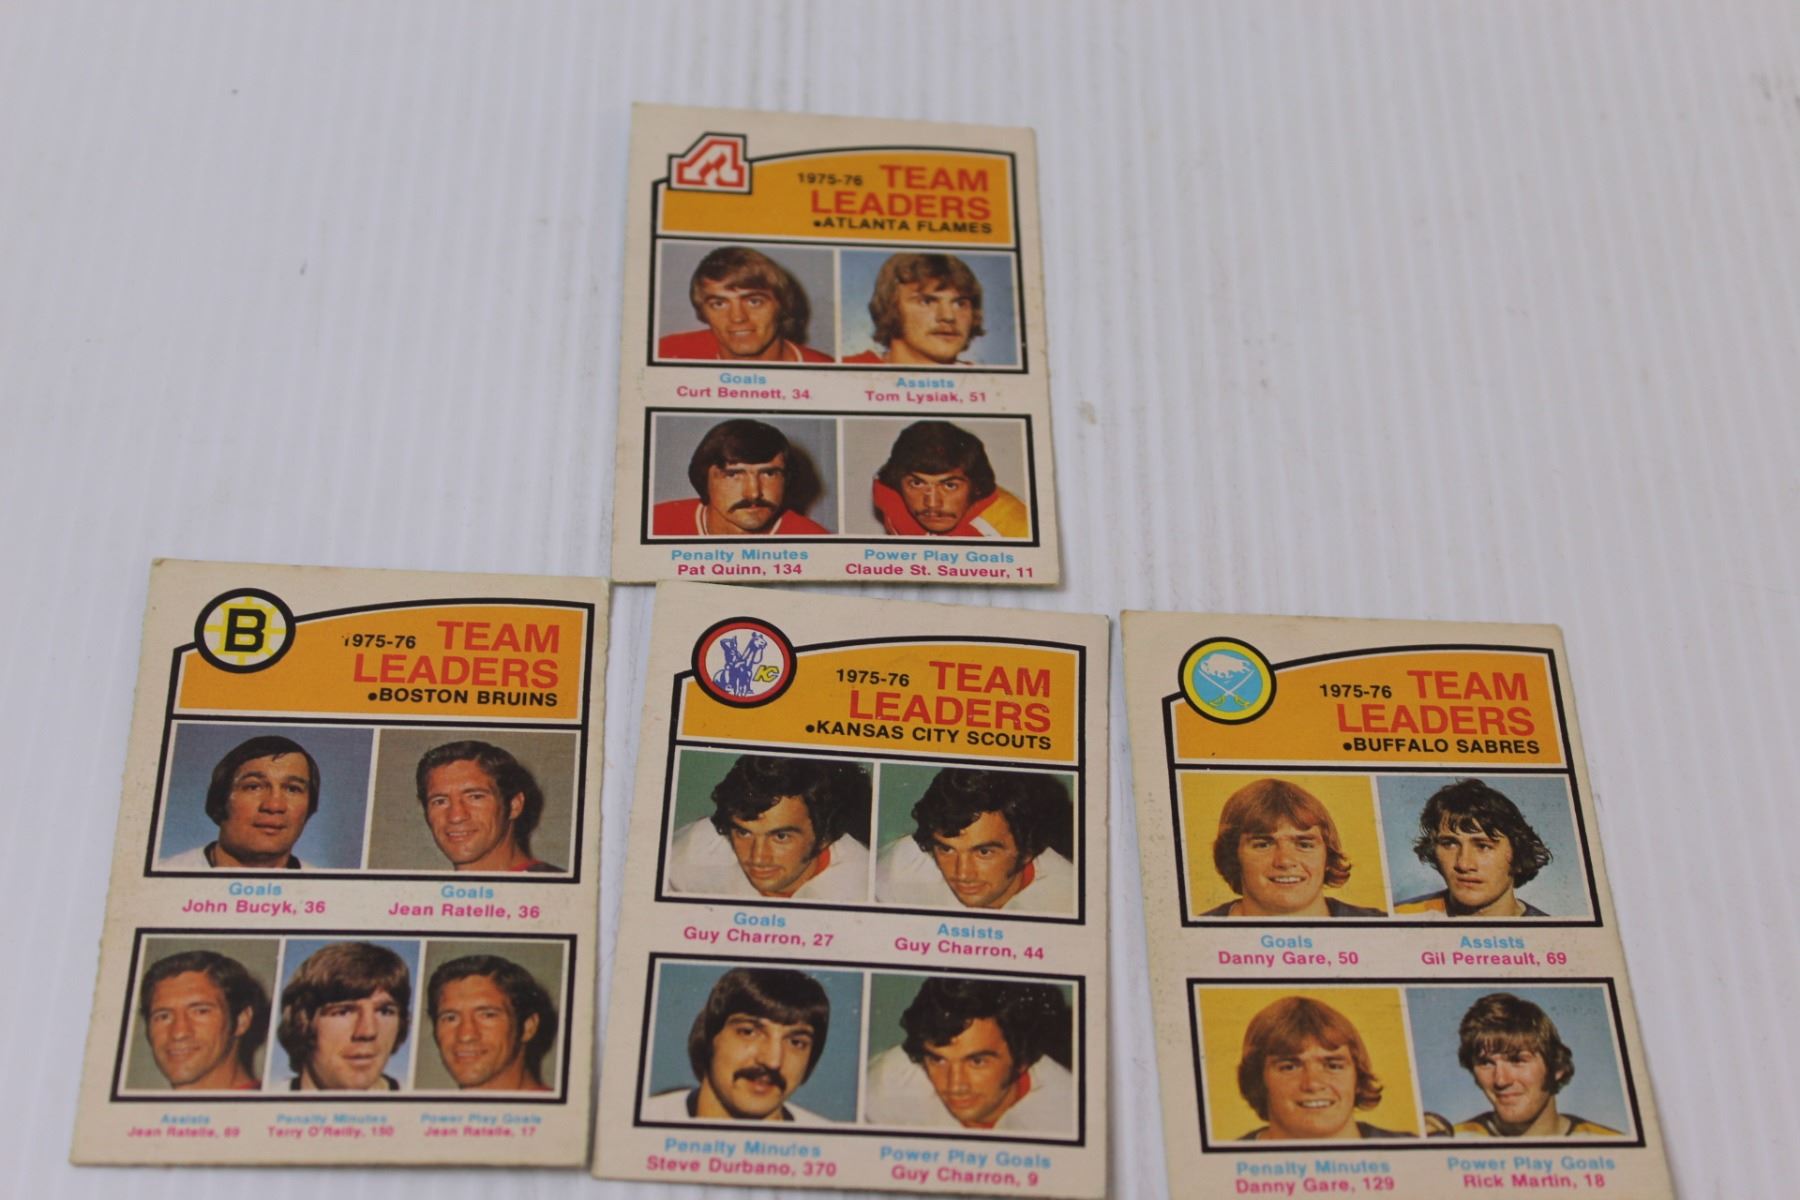 1975-76 TEAM
LEADERS
•ATLANTA FLAMES
Goals Assists
Curt Bennett, 34 Tom Lysiak, 51
Penalty Minutes Power Play Goals
Pat Quinn, 134 Claude St. Sauveur, 11
B
1975-76 TEAM
LEADERS
•BOSTON BRUINS
Goals Goals
John Bucyk, 36 Jean Ratelle, 36
Assists Penalty Minutes Power Play Goals
Jean Ratelle, 69 Terry O'Reilly, 150 Jean Ratelle, 17
KC
1975-76 TEAM
LEADERS
•KANSAS CITY SCOUTS
Goals Assists
Guy Charron, 27 Guy Charron, 44
Penalty Minutes Power Play Goals
Steve Durbano, 370 Guy Charron, 9
1975-76 TEAM
LEADERS
•BUFFALO SABRES
Goals Assists
Danny Gare, 50 Gil Perreault, 69
Penalty Minutes Power Play Goals
Danny Gare, 129 Rick Martin, 18